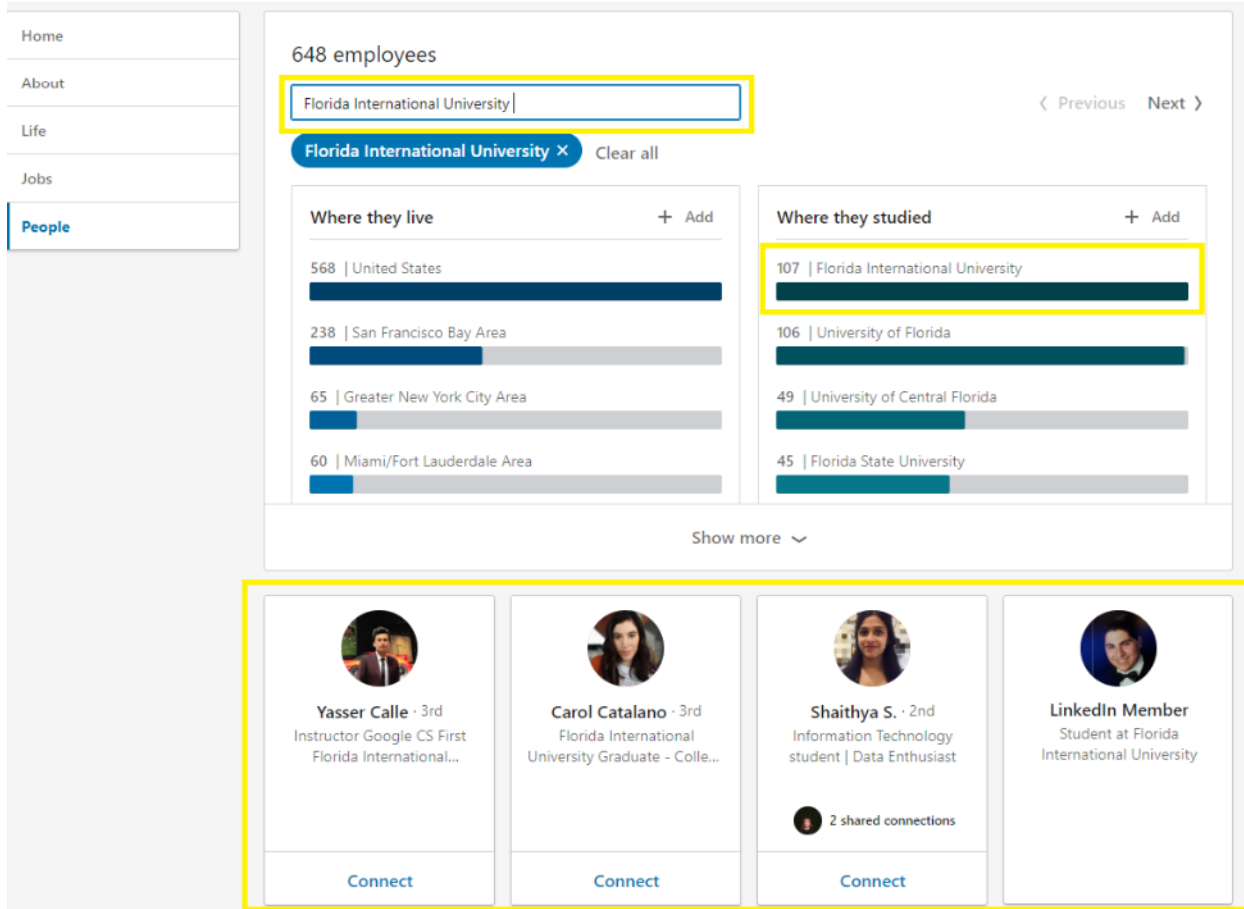 Home
About
Life
Jobs
People
648 employees
Florida International University
‹ Previous Next ›
Florida International University × Clear all
Where they live + Add
568 | United States
238 | San Francisco Bay Area
65 | Greater New York City Area
60 | Miami/Fort Lauderdale Area
Where they studied + Add
107 | Florida International University
106 | University of Florida
49 | University of Central Florida
45 | Florida State University
Show more
Yasser Calle · 3rd
Instructor Google CS First
Florida International...
Connect
Carol Catalano · 3rd
Florida International
University Graduate - Colle...
Connect
Shaithya S. · 2nd
Information Technology
student | Data Enthusiast
2 shared connections
Connect
LinkedIn Member
Student at Florida
International University